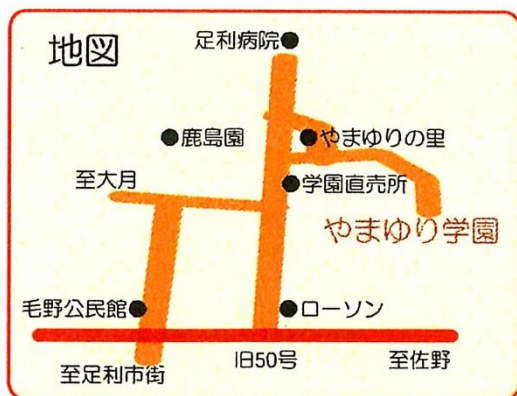 地図
足利病院
鹿島園
やまゆりの里
至大月
学園直売所
やまゆり学園
毛野公民館
ローソン
至足利市街
旧50号
至佐野